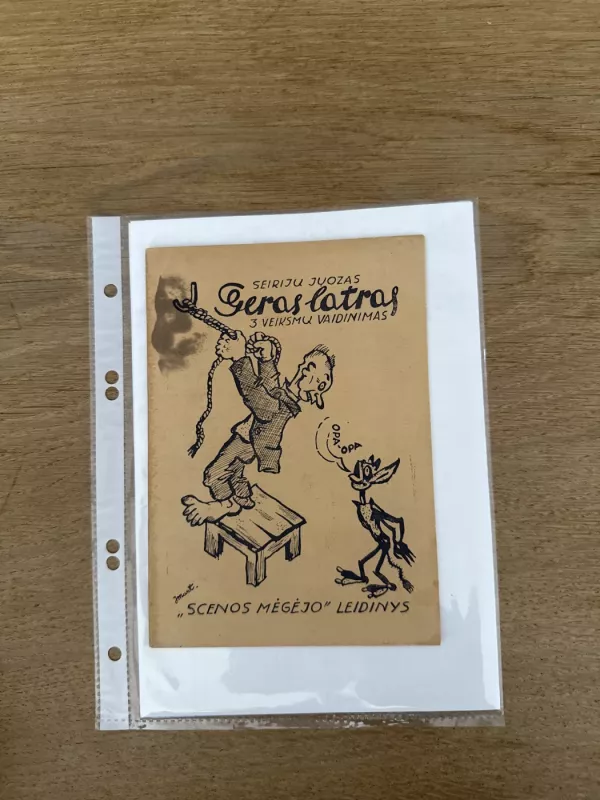 SEIRIJŲ JUOZAS
Geras latras
3 VEIKSMŲ VAIDINIMAS
OPA-OPA
„SCENOS MĖGĖJO" LEIDINYS